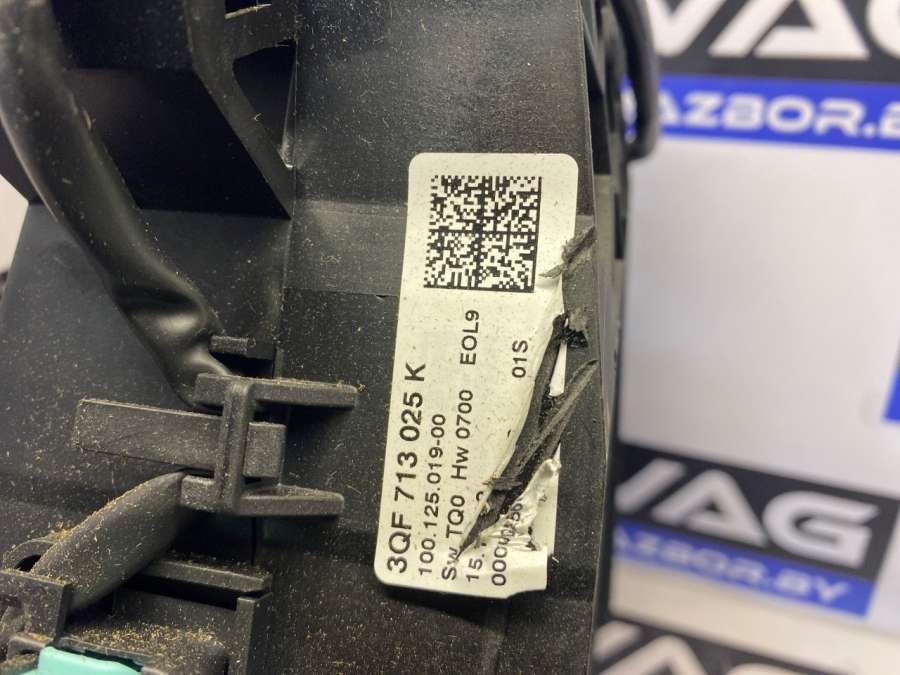 3QF 713 025 K
100.125.019-00
Sw TQ0 Hw 0700 EOL9
01S
VAG
AZBOR.B
VAG
AZBOR.BY